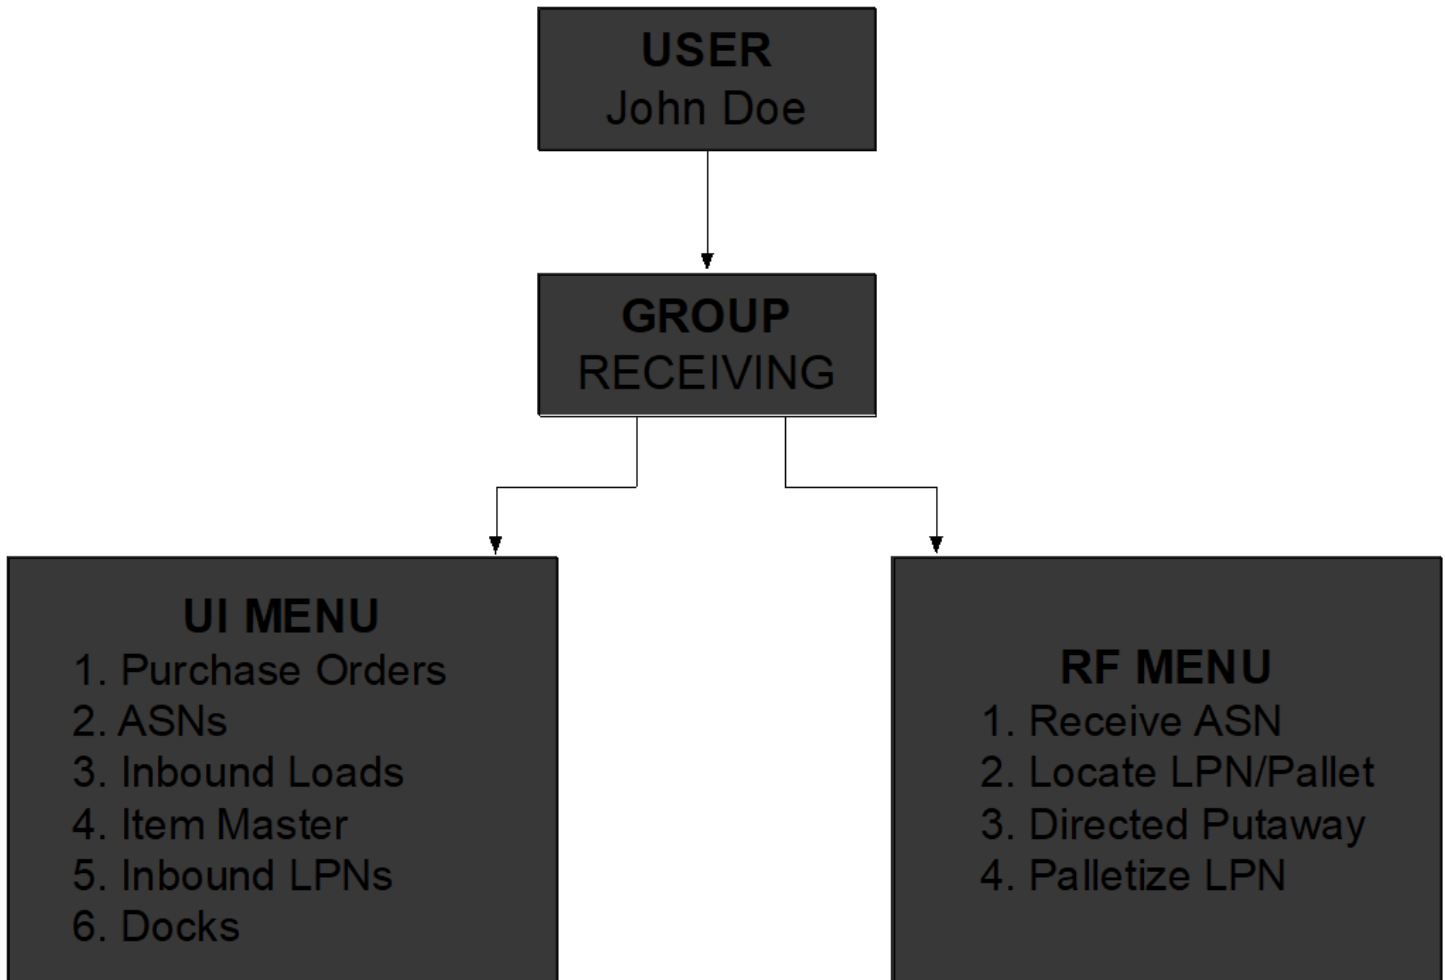 USER
John Doe
GROUP
RECEIVING
UI MENU
1. Purchase Orders
2. ASNs
3. Inbound Loads
4. Item Master
5. Inbound LPNs
6. Docks
RF MENU
1. Receive ASN
2. Locate LPN/Pallet
3. Directed Putaway
4. Palletize LPN